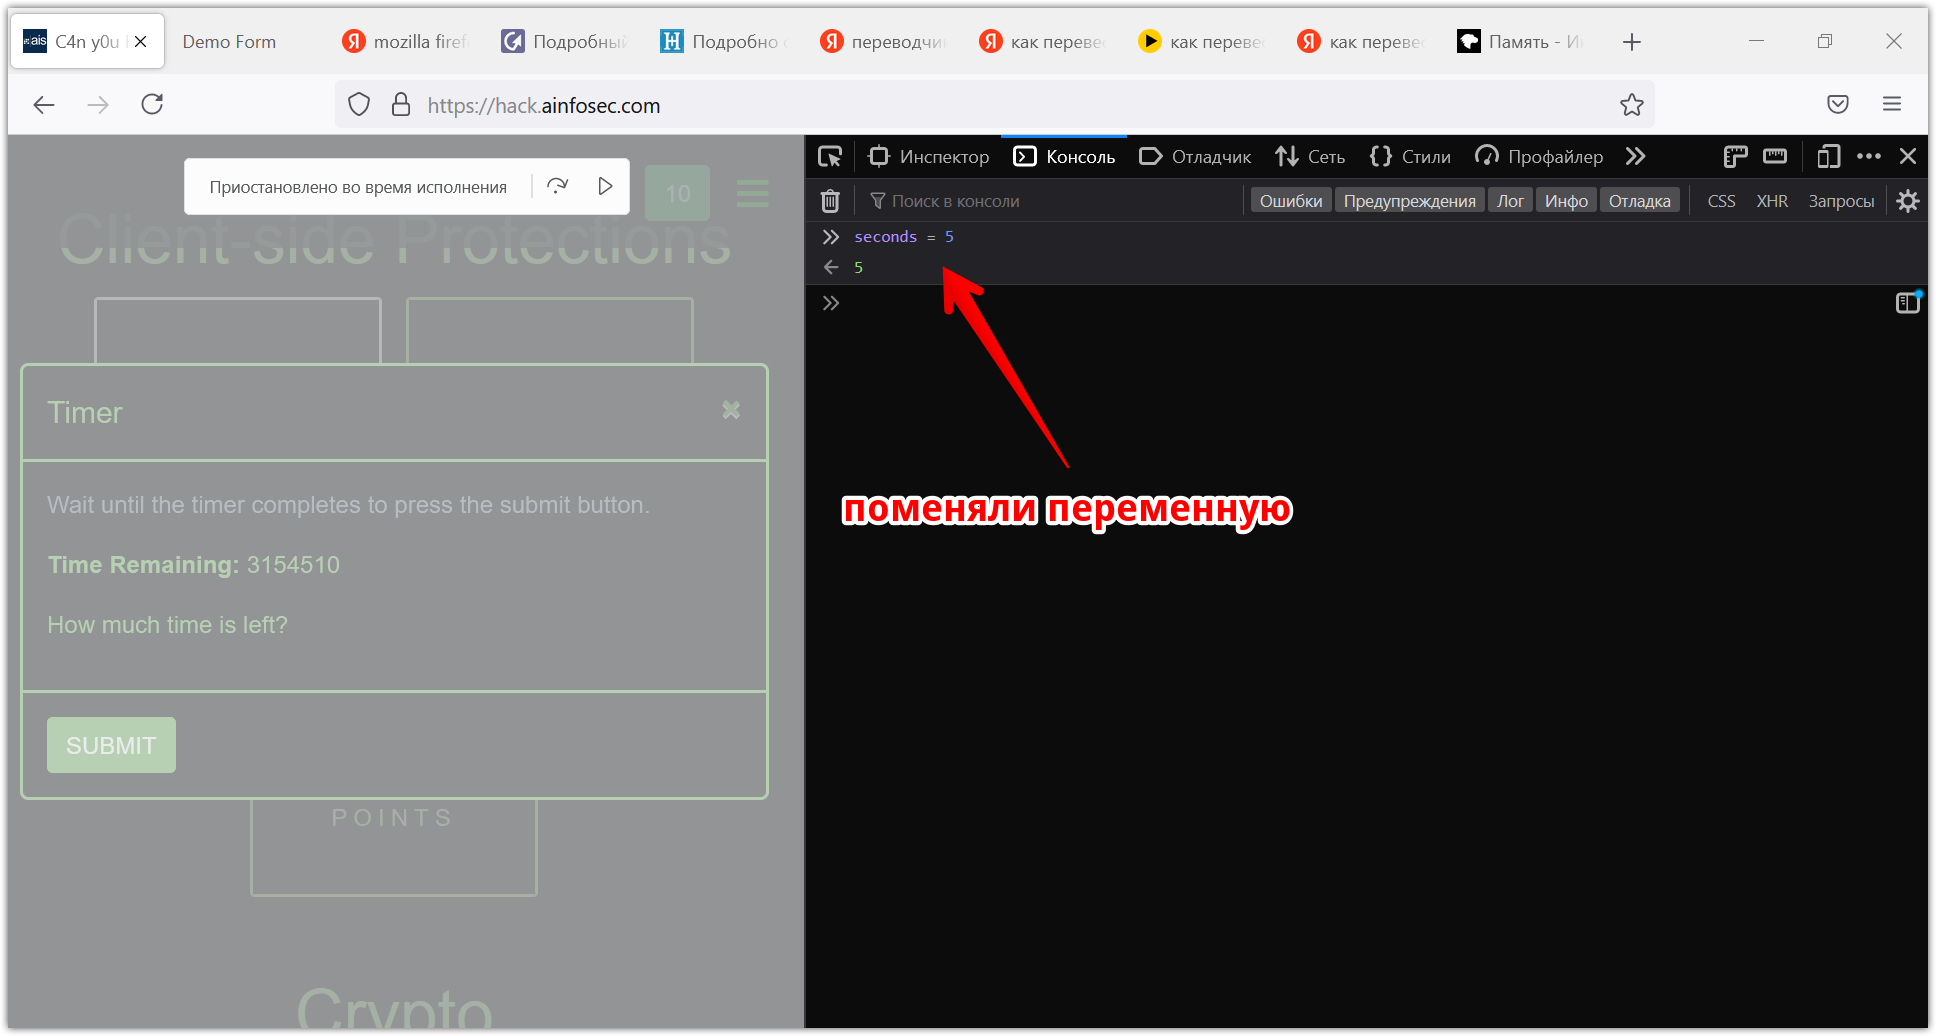 C4n y0u
Demo Form
mozilla firef
Подробный
Подробно
переводчи
как переве
как переве
как переве
Память - И
https://hack.ainfosec.com
Приостановлено во время исполнения
10
Client-side Protections
Timer
Wait until the timer completes to press the submit button.
Time Remaining: 3154510
How much time is left?
SUBMIT
POINTS
Crypto
Инспектор
Консоль
Отладчик
Сеть
Стили
Профайлер
Поиск в консоли
Ошибки
Предупреждения
Лог
Инфо
Отладка
CSS
XHR
Запросы
seconds = 5
5
поменяли переменную